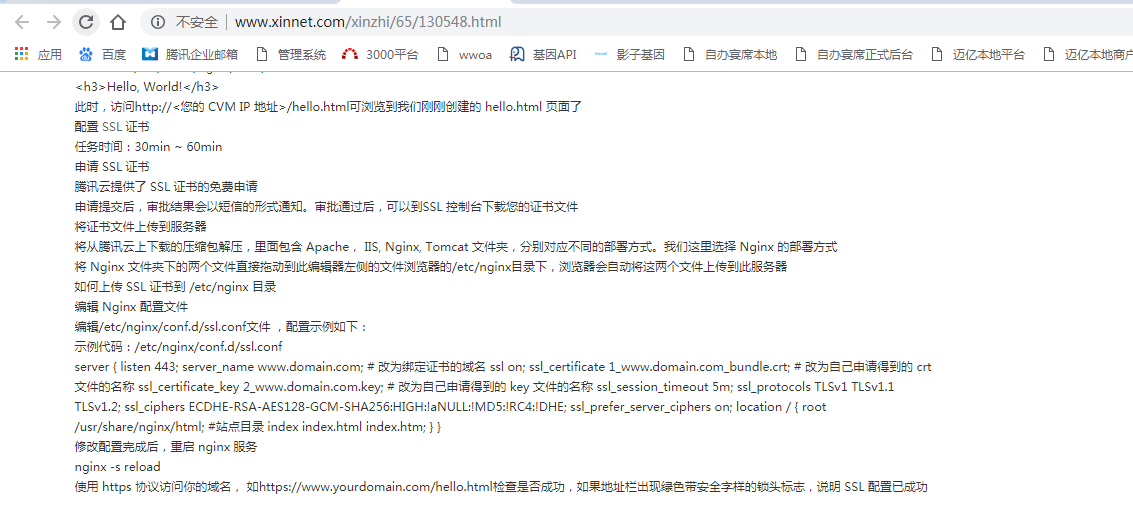 不安全 | www.xinnet.com/xinzhi/65/130548.html
应用 百度 腾讯企业邮箱 管理系统 3000平台 wwoa 基因API 影子基因 自办宴席本地 自办宴席正式后台 迈亿本地平台 迈亿本地商户
<h3>Hello, World!</h3>
此时，访问http://<您的 CVM IP 地址>/hello.html可浏览到我们刚刚创建的 hello.html 页面了
配置 SSL 证书
任务时间：30min ~ 60min
申请 SSL 证书
腾讯云提供了 SSL 证书的免费申请
申请提交后，审批结果会以短信的形式通知。审批通过后，可以到SSL 控制台下载您的证书文件
将证书文件上传到服务器
将从腾讯云上下载的压缩包解压，里面包含 Apache， IIS, Nginx, Tomcat 文件夹，分别对应不同的部署方式。我们这里选择 Nginx 的部署方式
将 Nginx 文件夹下的两个文件直接拖动到此编辑器左侧的文件浏览器的/etc/nginx目录下，浏览器会自动将这两个文件上传到此服务器
如何上传 SSL 证书到 /etc/nginx 目录
编辑 Nginx 配置文件
编辑/etc/nginx/conf.d/ssl.conf文件 ，配置示例如下：
示例代码：/etc/nginx/conf.d/ssl.conf
server { listen 443; server_name www.domain.com; # 改为绑定证书的域名 ssl on; ssl_certificate 1_www.domain.com_bundle.crt; # 改为自己申请得到的 crt
文件的名称 ssl_certificate_key 2_www.domain.com.key; # 改为自己申请得到的 key 文件的名称 ssl_session_timeout 5m; ssl_protocols TLSv1 TLSv1.1
TLSv1.2; ssl_ciphers ECDHE-RSA-AES128-GCM-SHA256:HIGH:!aNULL:!MD5:!RC4:!DHE; ssl_prefer_server_ciphers on; location / { root
/usr/share/nginx/html; #站点目录 index index.html index.htm; } }
修改配置完成后，重启 nginx 服务
nginx -s reload
使用 https 协议访问你的域名， 如https://www.yourdomain.com/hello.html检查是否成功，如果地址栏出现绿色带安全字样的锁头标志，说明 SSL 配置已成功